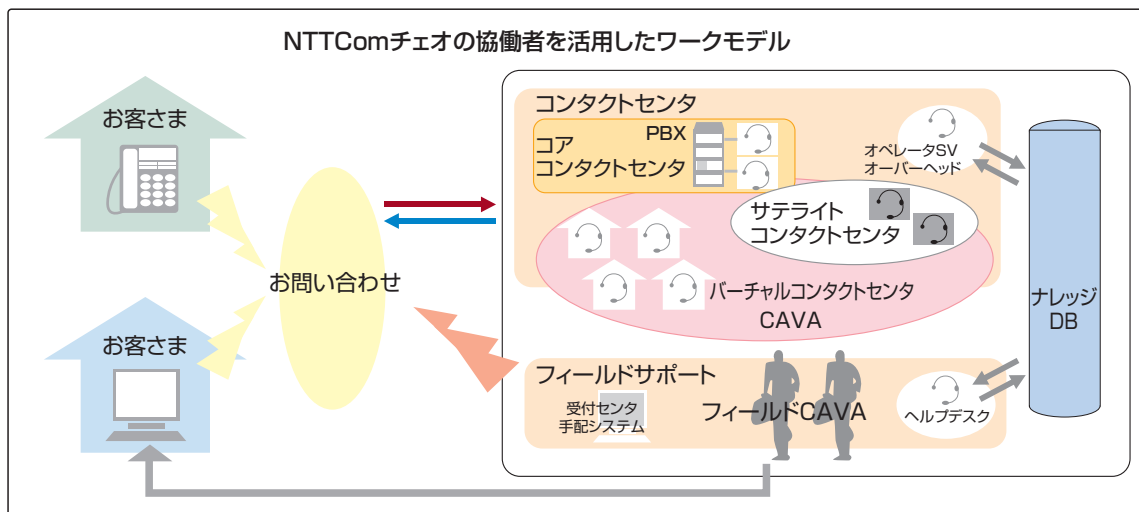 NTTComチェオの協働者を活用したワークモデル
お客さま
お客さま
お問い合わせ
コンタクトセンタ
コア
コンタクトセンタ
PBX
オペレータSV
オーバーヘッド
サテライト
コンタクトセンタ
バーチャルコンタクトセンタ
CAVA
フィールドサポート
受付センタ
手配システム
フィールドCAVA
ヘルプデスク
ナレッジ
DB